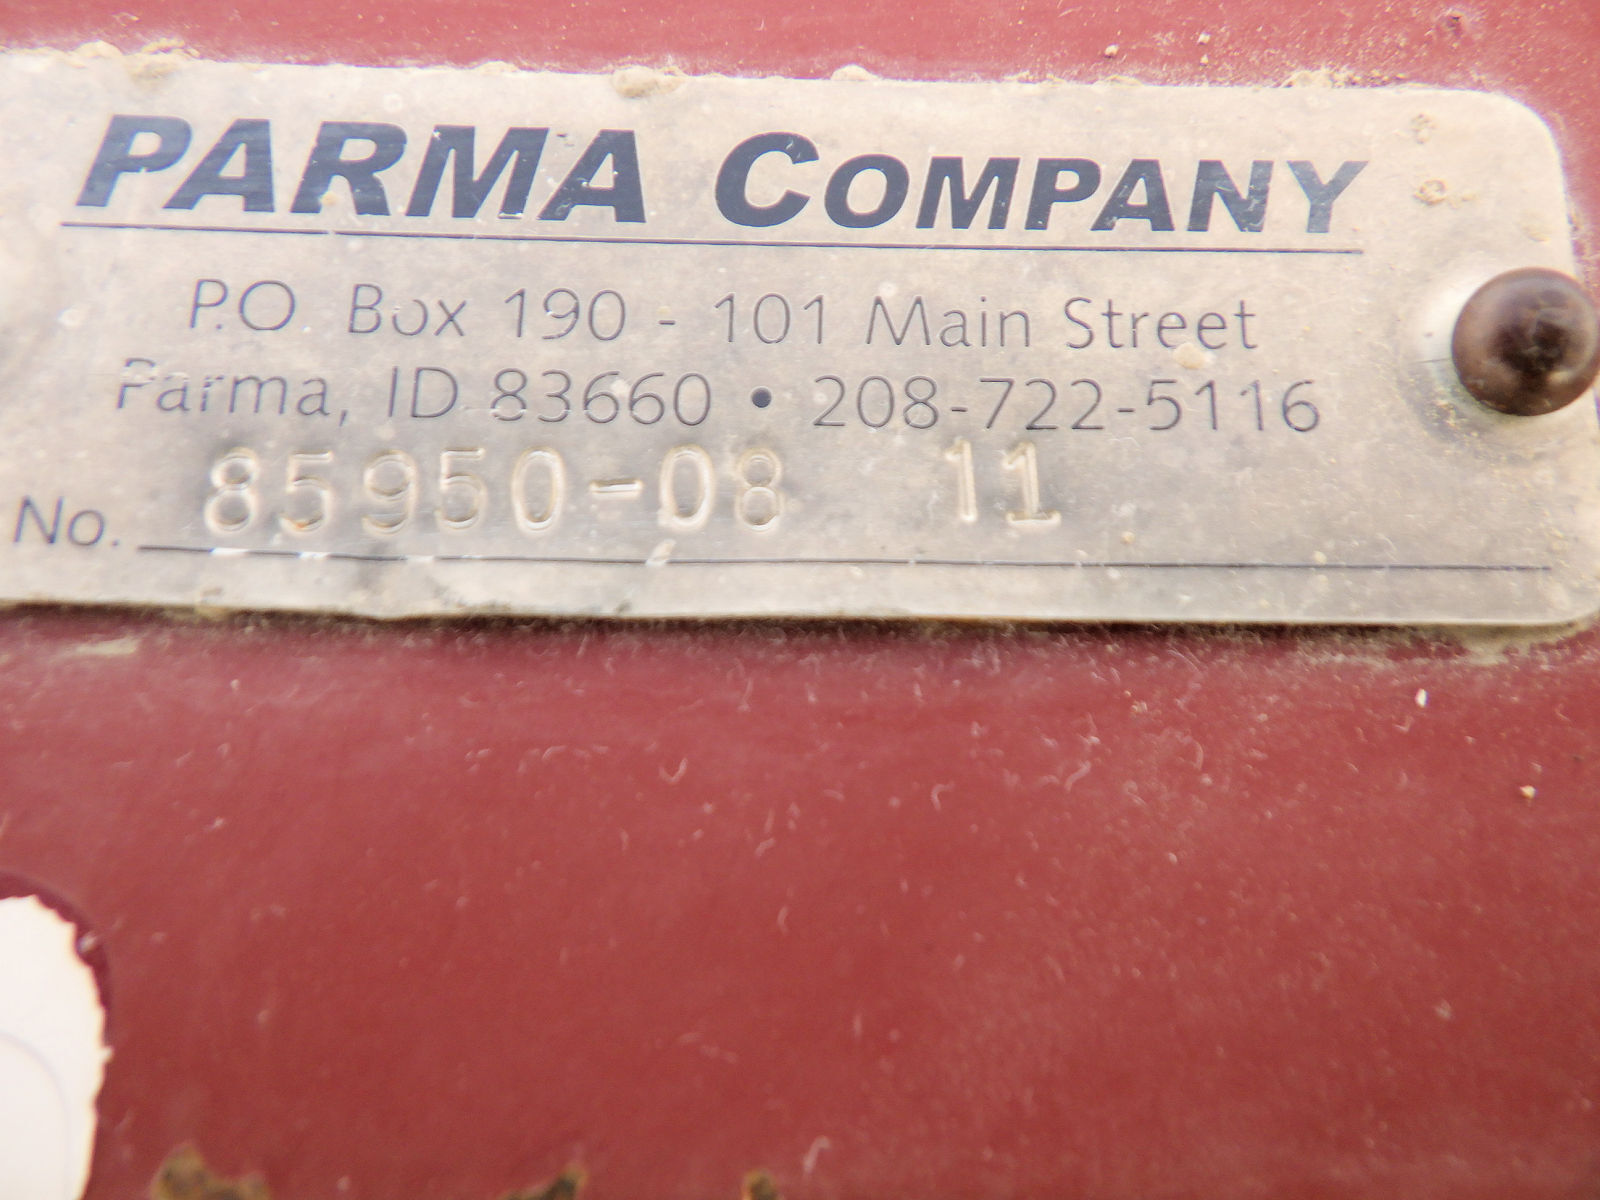 PARMA COMPANY
P.O. Box 190 - 101 Main Street
Parma, ID 83660 • 208-722-5116
No. 85950-08 11